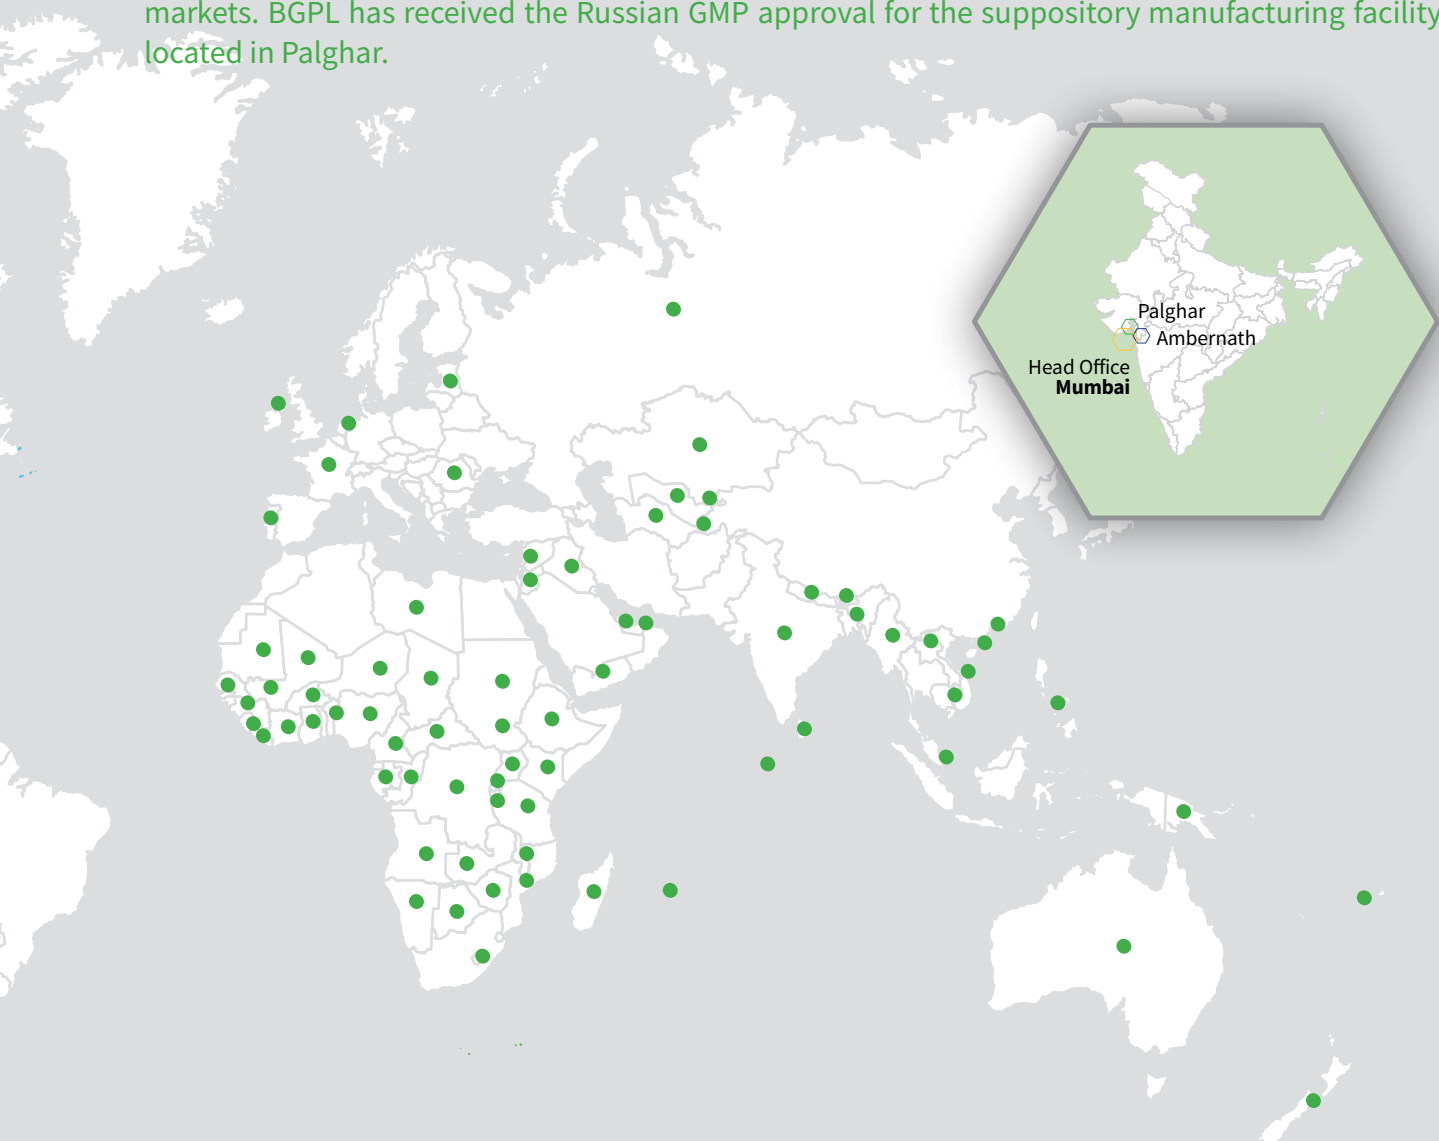 markets. BGPL has received the Russian GMP approval for the suppository manufacturing facility
located in Palghar.
Palghar
Ambernath
Head Office
Mumbai